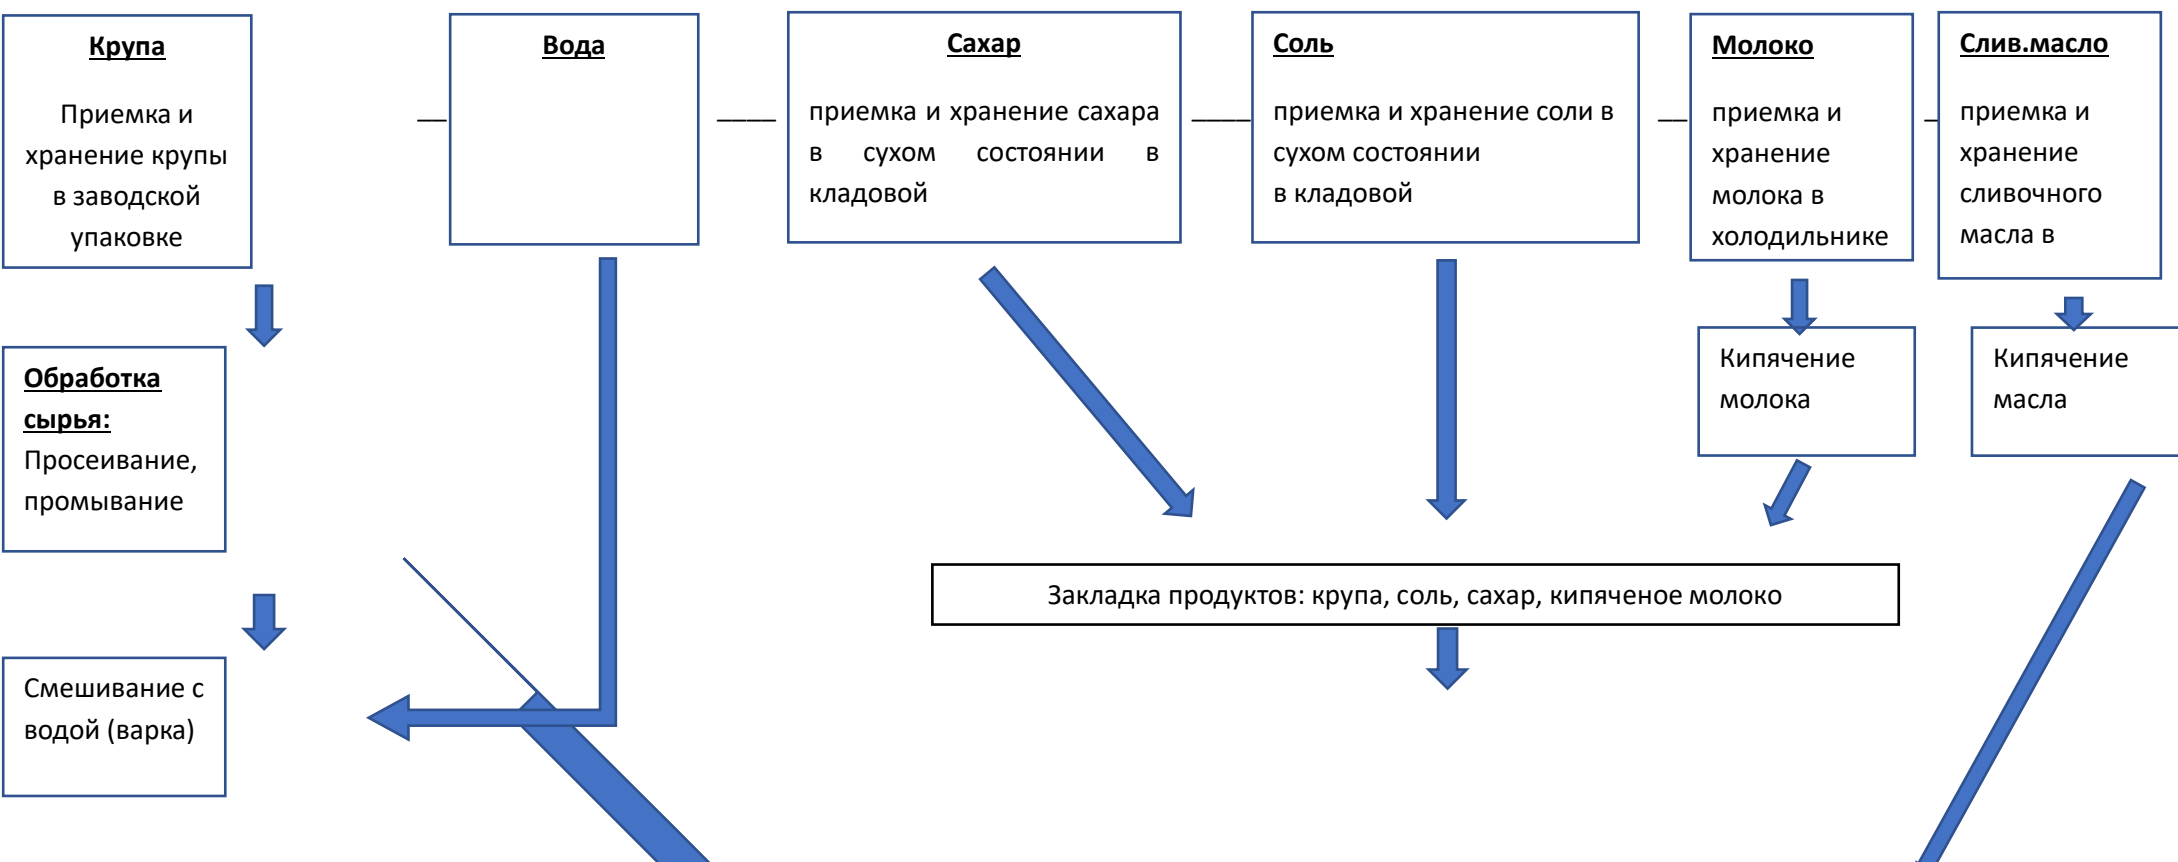 Крупа
Приемка и
хранение крупы
в заводской
упаковке
Вода
Сахар
приемка и хранение сахара
в сухом состоянии в
кладовой
Соль
приемка и хранение соли в
сухом состоянии
в кладовой
Молоко
приемка и
хранение
молока в
холодильнике
Слив.масло
приемка и
хранение
сливочного
масла в
Обработка
сырья:
Просеивание,
промывание
Кипячение
молока
Кипячение
масла
Закладка продуктов: крупа, соль, сахар, кипяченое молоко
Смешивание с
водой (варка)